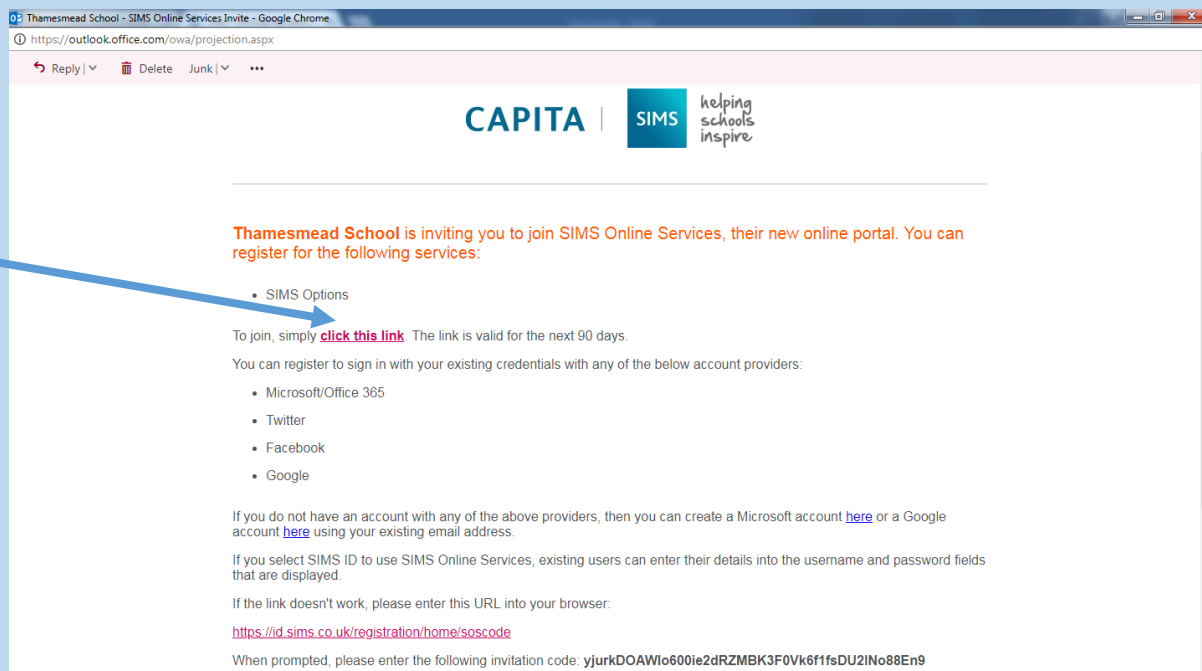 Thamesmead School - SIMS Online Services Invite - Google Chrome
https://outlook.office.com/owa/projection.aspx
Reply Delete Junk
CAPITA SIMS helping
schools
inspire
Thamesmead School is inviting you to join SIMS Online Services, their new online portal. You can
register for the following services:
• SIMS Options
To join, simply click this link. The link is valid for the next 90 days.
You can register to sign in with your existing credentials with any of the below account providers:
• Microsoft/Office 365
• Twitter
• Facebook
• Google
If you do not have an account with any of the above providers, then you can create a Microsoft account here or a Google
account here using your existing email address.
If you select SIMS ID to use SIMS Online Services, existing users can enter their details into the username and password fields
that are displayed.
If the link doesn't work, please enter this URL into your browser:
https://id.sims.co.uk/registration/home/soscode
When prompted, please enter the following invitation code: yjurkDOAWIo600ie2dRZMBK3F0Vk6f1fsDU2INo88En9